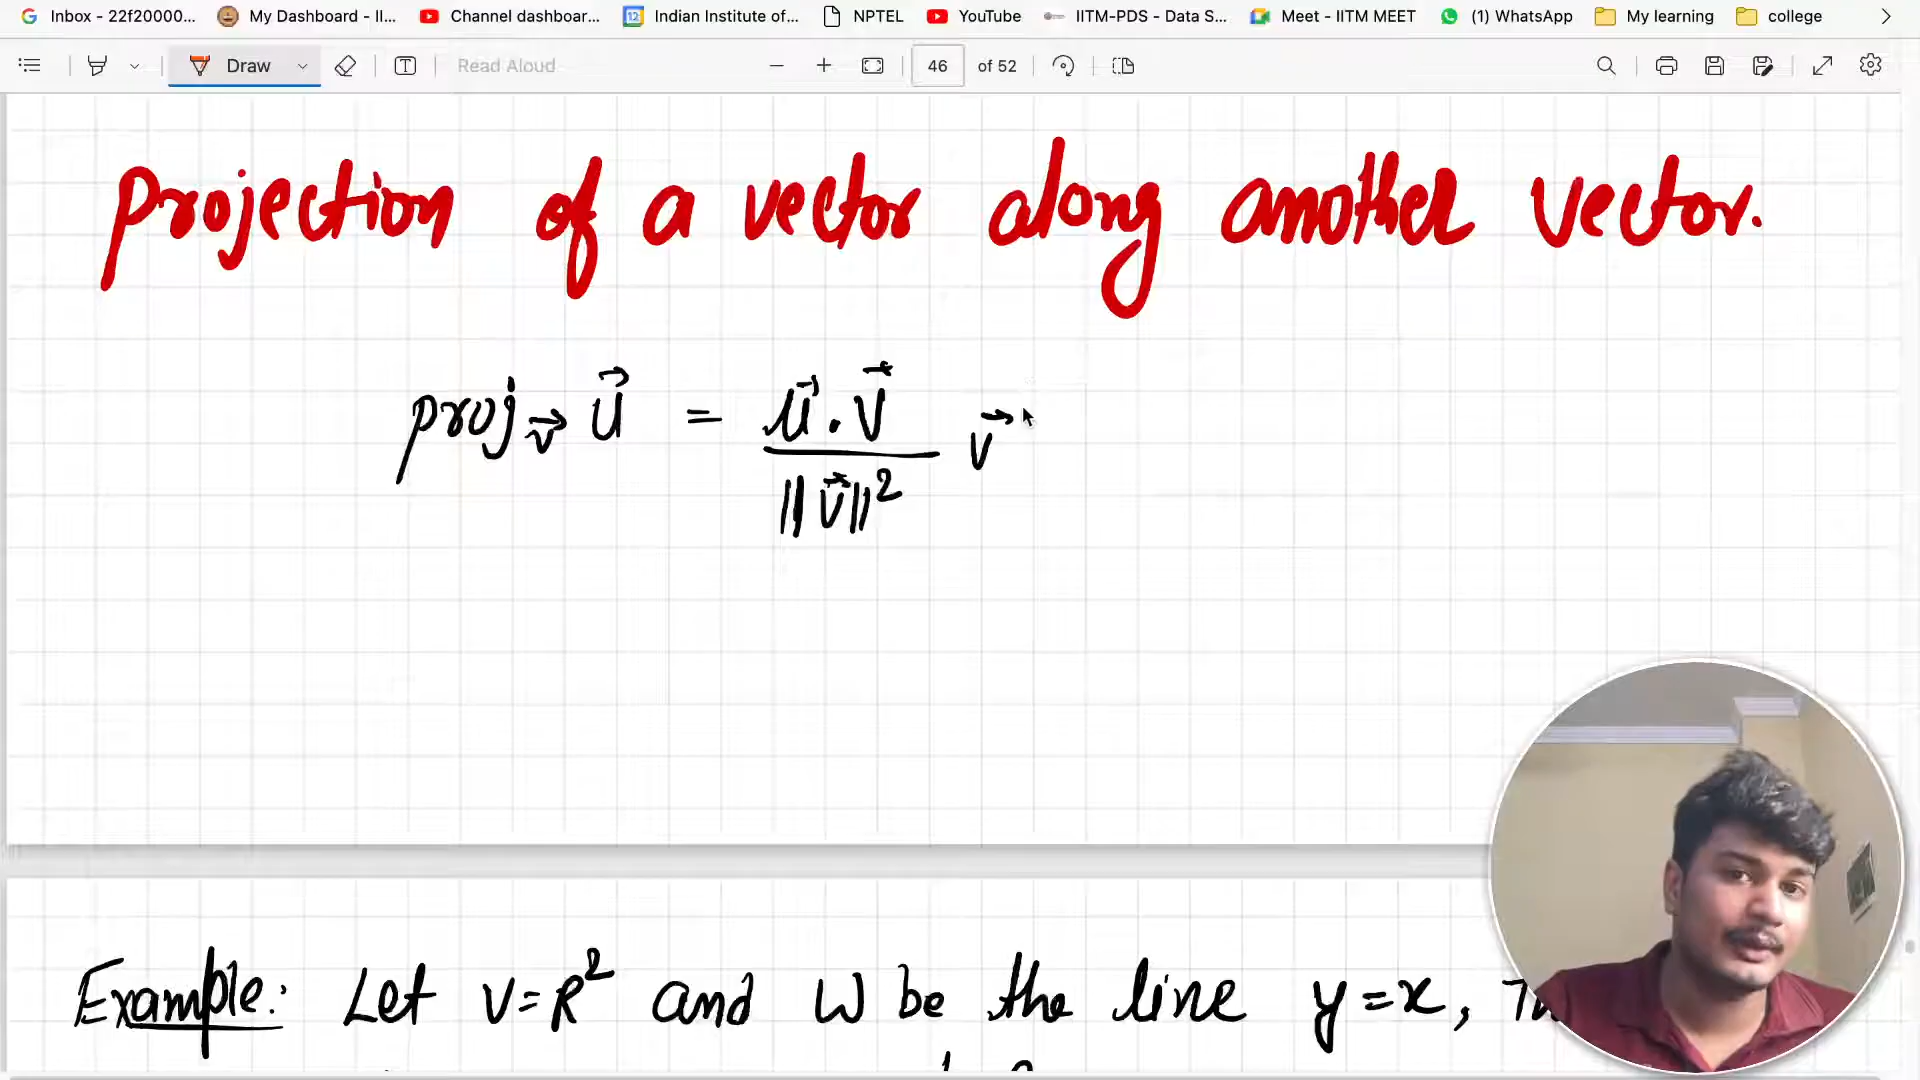 Inbox - 22f20000... My Dashboard - II... Channel dashboar... Indian Institute of... NPTEL YouTube IITM-PDS - Data S... Meet - IITM MEET (1) WhatsApp My learning college
Draw Read Aloud 46 of 52
Projection of a vector along another vector.
proj_v⃗ u⃗ = (u⃗ . v⃗) / ||v⃗||² v⃗
Example: Let V=R² and W be the line y=x,